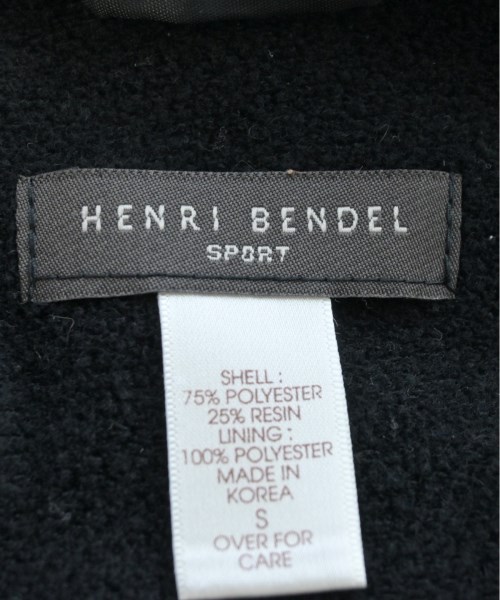 HENRI BENDEL
SPORT
SHELL :
75% POLYESTER
25% RESIN
LINING :
100% POLYESTER
MADE IN
KOREA
S
OVER FOR
CARE